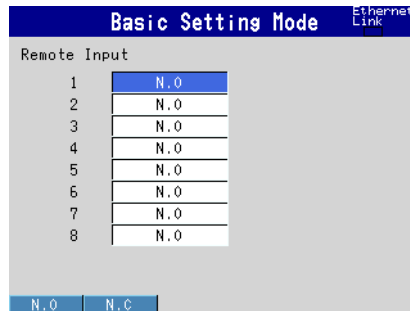 Basic Setting Mode
Ethernet
Link
Remote Input
1 N.O
2 N.O
3 N.O
4 N.O
5 N.O
6 N.O
7 N.O
8 N.O
N.O N.C